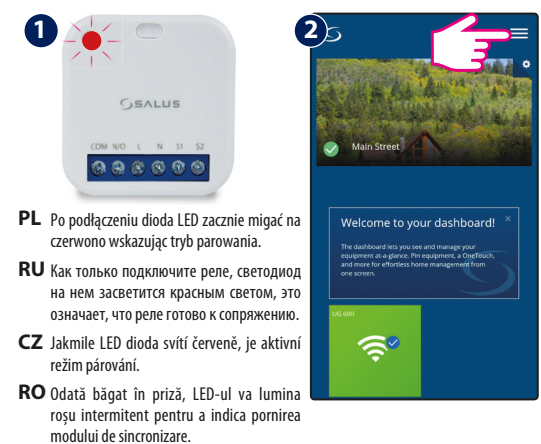 1
SALUS
COM N/O L N S1 S2
PL Po podłączeniu dioda LED zacznie migać na
czerwono wskazując tryb parowania.
RU Как только подключите реле, светодиод
на нем засветится красным светом, это
означает, что реле готово к сопряжению.
CZ Jakmile LED dioda svítí červeně, je aktivní
režim párování.
RO Odată băgat în priză, LED-ul va lumina
roșu intermitent pentru a indica pornirea
modului de sincronizare.
2
Main Street
Welcome to your dashboard! ×
The dashboard lets you see and manage your
equipment at-a-glance. Pin equipment, a OneTouch,
and more for effortless home management from
one screen.
UG 600